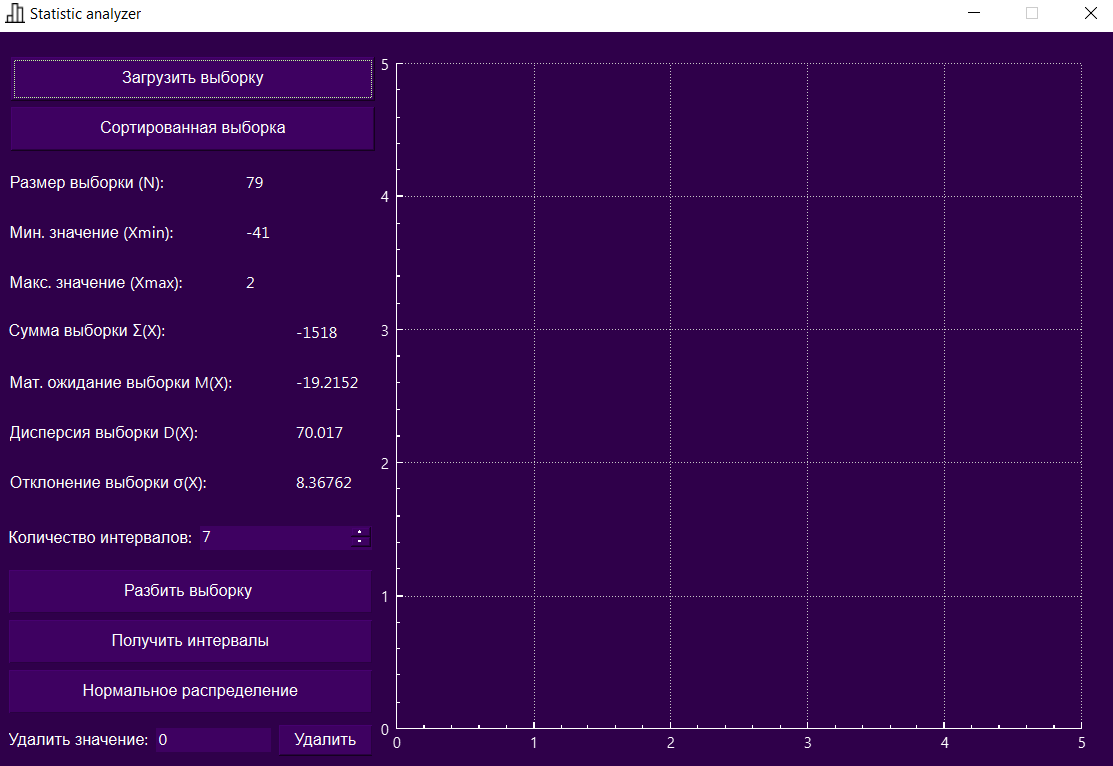 Statistic analyzer
Загрузить выборку
Сортированная выборка
Размер выборки (N): 79
Мин. значение (Xmin): -41
Макс. значение (Xmax): 2
Сумма выборки Σ(X): -1518
Мат. ожидание выборки M(X): -19.2152
Дисперсия выборки D(X): 70.017
Отклонение выборки σ(X): 8.36762
Количество интервалов: 7
Разбить выборку
Получить интервалы
Нормальное распределение
Удалить значение: 0 Удалить
5
4
3
2
1
0
0 1 2 3 4 5